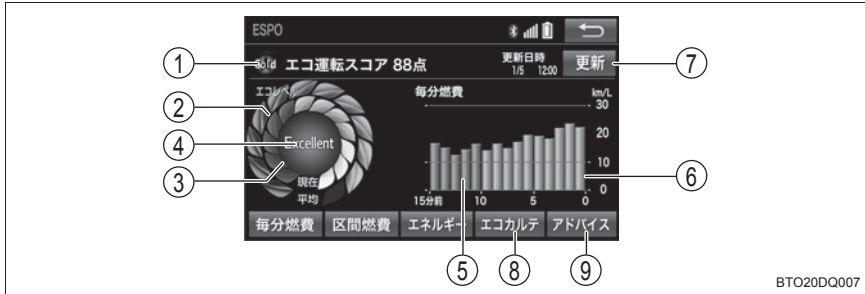 ESPO
① gold エコ運転スコア 88点 更新日時 1/5 12:00 更新 ⑦
② エコレベル 毎分燃費 km/L
30
④ Excellent 20
③ 10 ⑥
現在 0
平均 15分前 10 5 0
毎分燃費 区間燃費 エネルギー エコカルテ アドバイス
⑤ ⑧ ⑨
BTO20DQ007